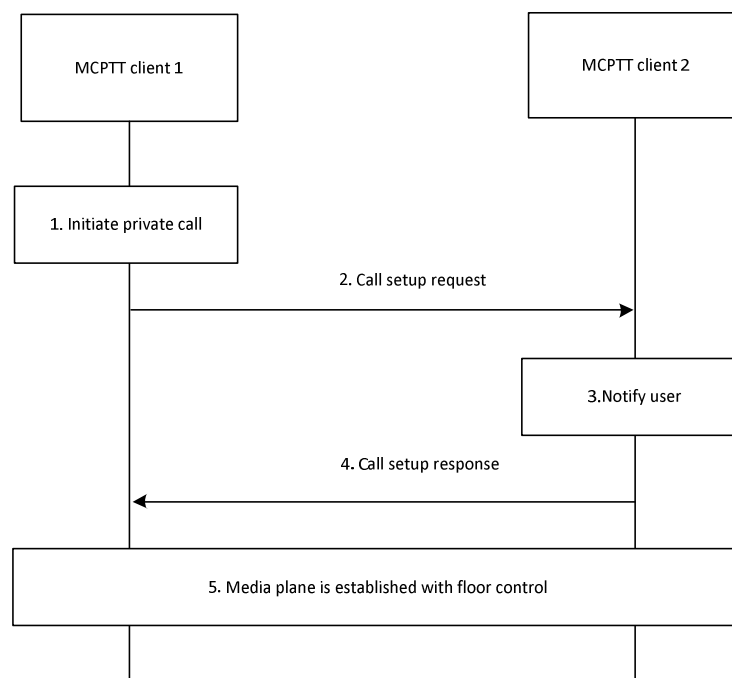 MCPTT client 1
MCPTT client 2
1. Initiate private call
2. Call setup request
3.Notify user
4. Call setup response
5. Media plane is established with floor control